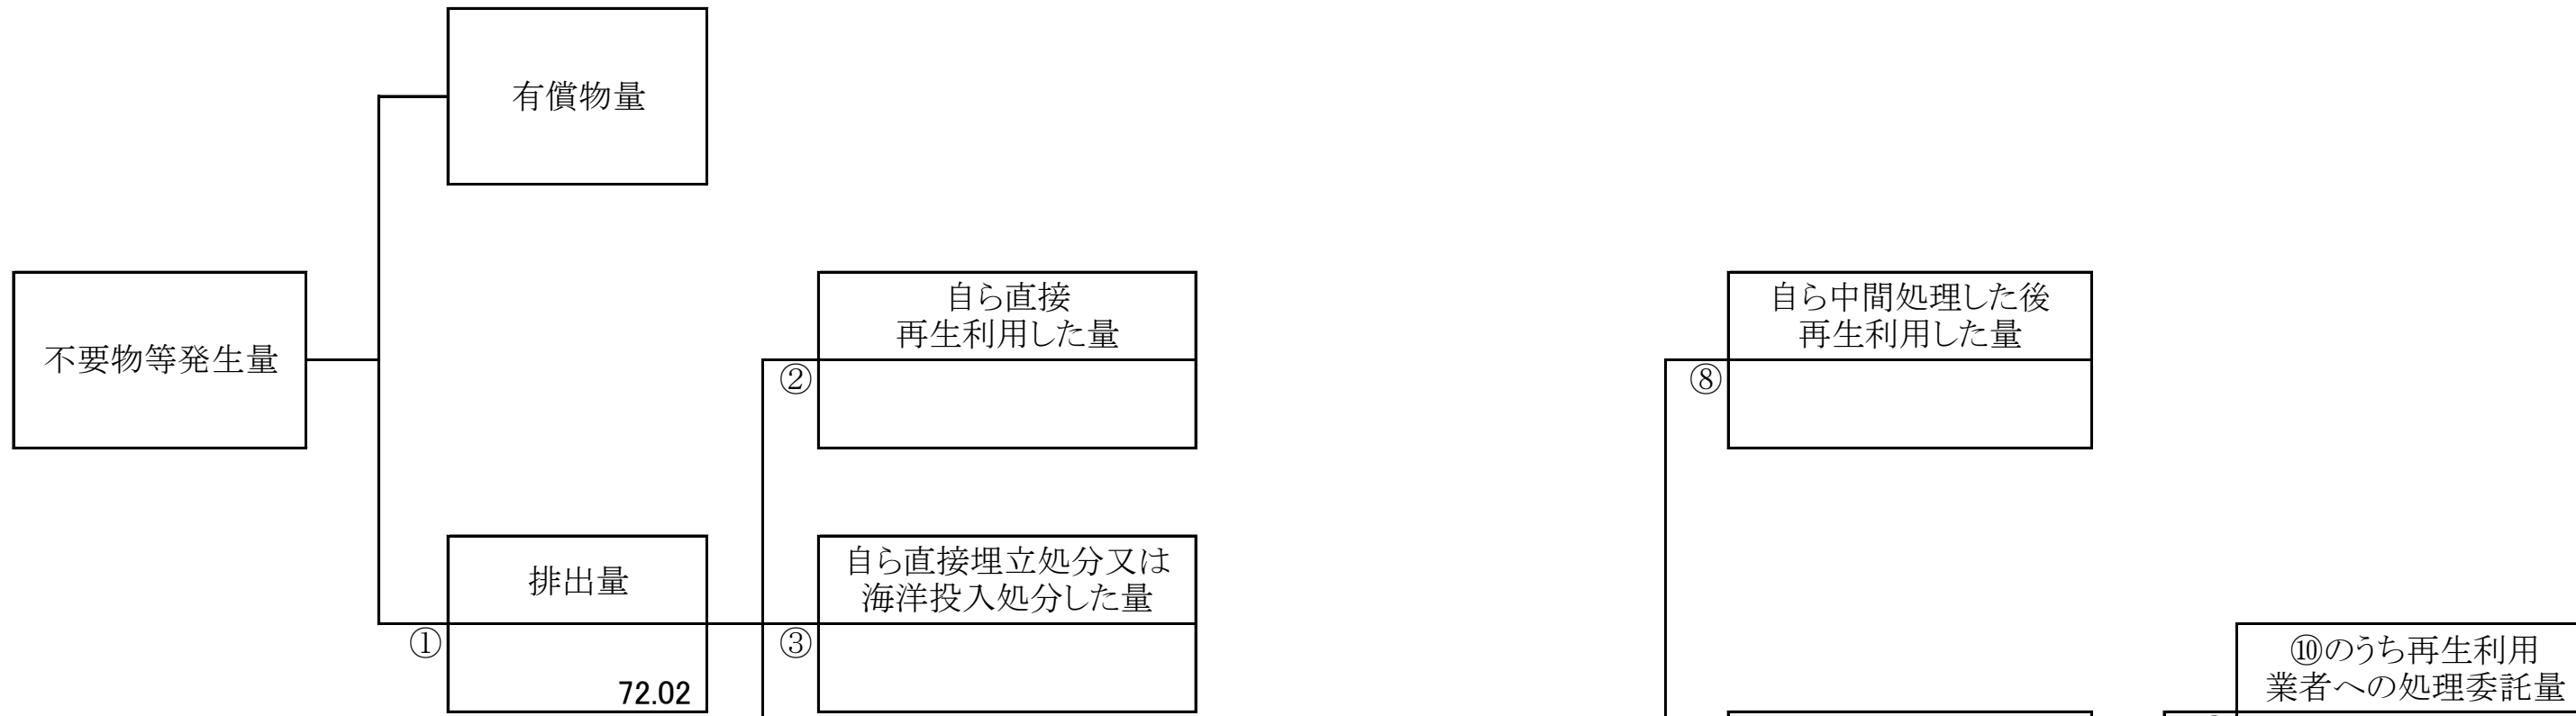 有償物量
不要物等発生量
自ら直接
再生利用した量
②
自ら中間処理した後
再生利用した量
⑧
排出量
①
72.02
自ら直接埋立処分又は
海洋投入処分した量
③
⑩のうち再生利用
業者への処理委託量